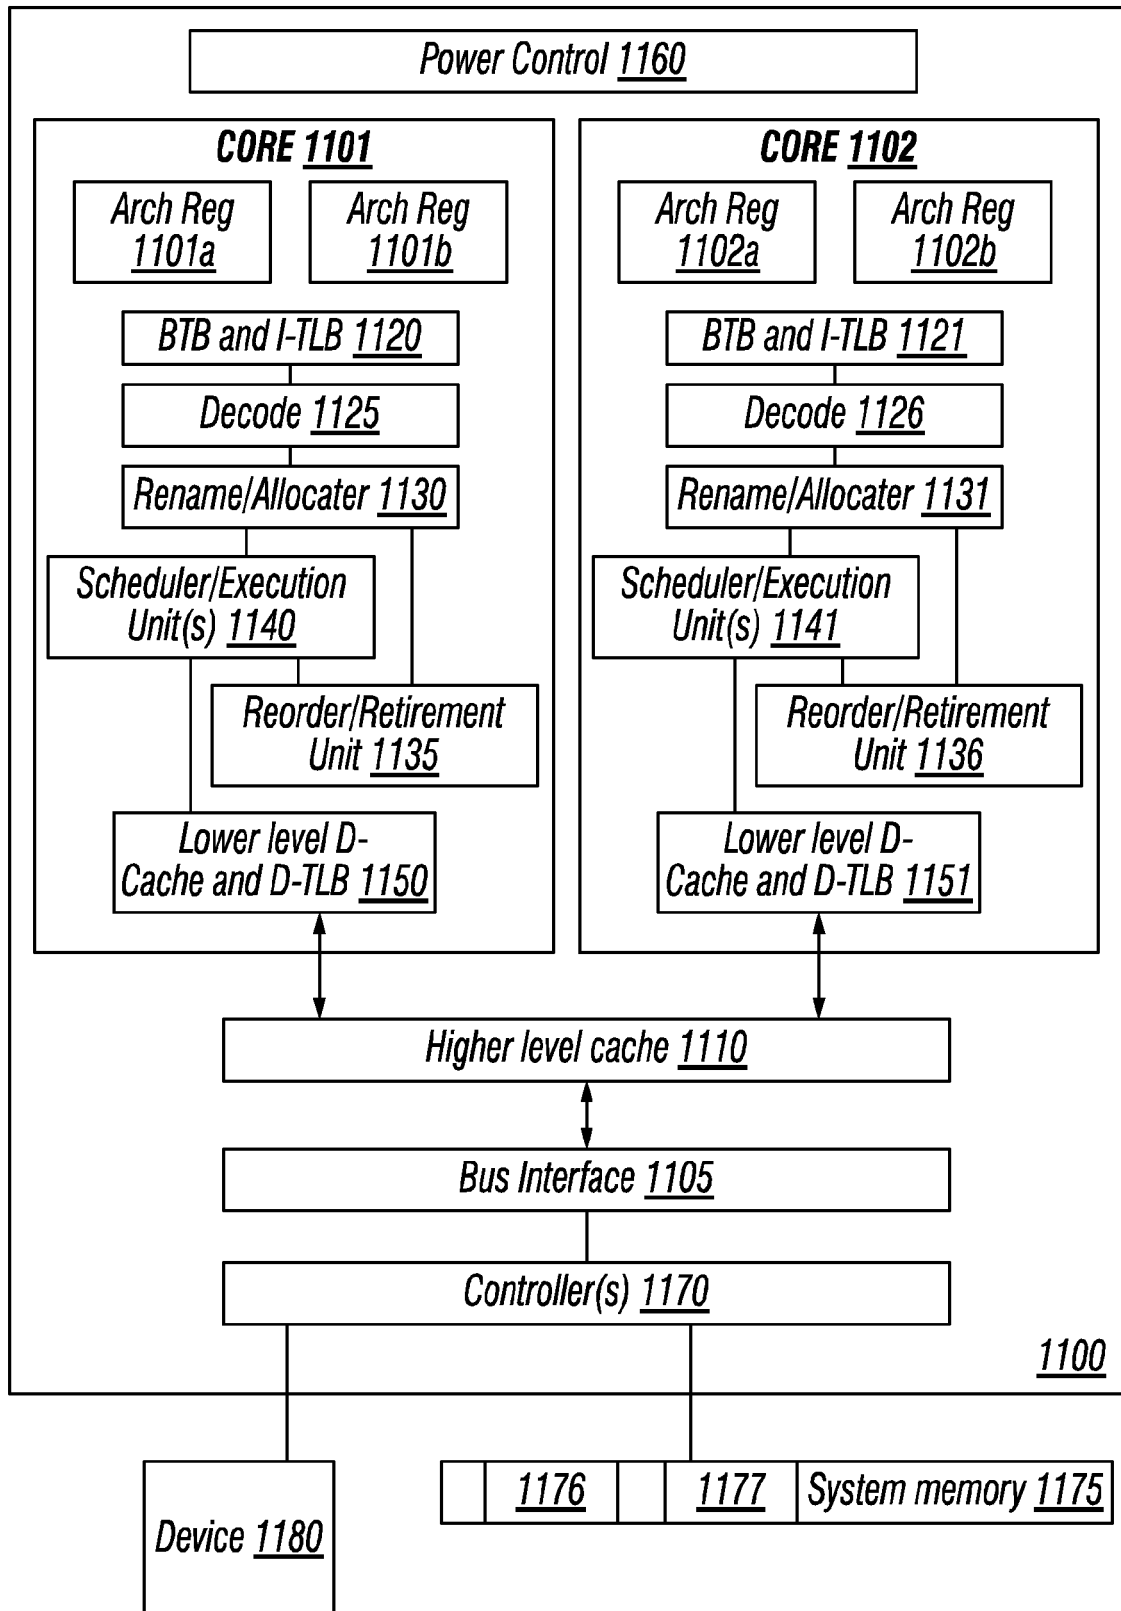 Power Control 1160
CORE 1101
Arch Reg
1101a
Arch Reg
1101b
BTB and I-TLB 1120
Decode 1125
Rename/Allocater 1130
Scheduler/Execution
Unit(s) 1140
Reorder/Retirement
Unit 1135
Lower level D-
Cache and D-TLB 1150
CORE 1102
Arch Reg
1102a
Arch Reg
1102b
BTB and I-TLB 1121
Decode 1126
Rename/Allocater 1131
Scheduler/Execution
Unit(s) 1141
Reorder/Retirement
Unit 1136
Lower level D-
Cache and D-TLB 1151
Higher level cache 1110
Bus Interface 1105
Controller(s) 1170
1100
Device 1180
1176
1177
System memory 1175